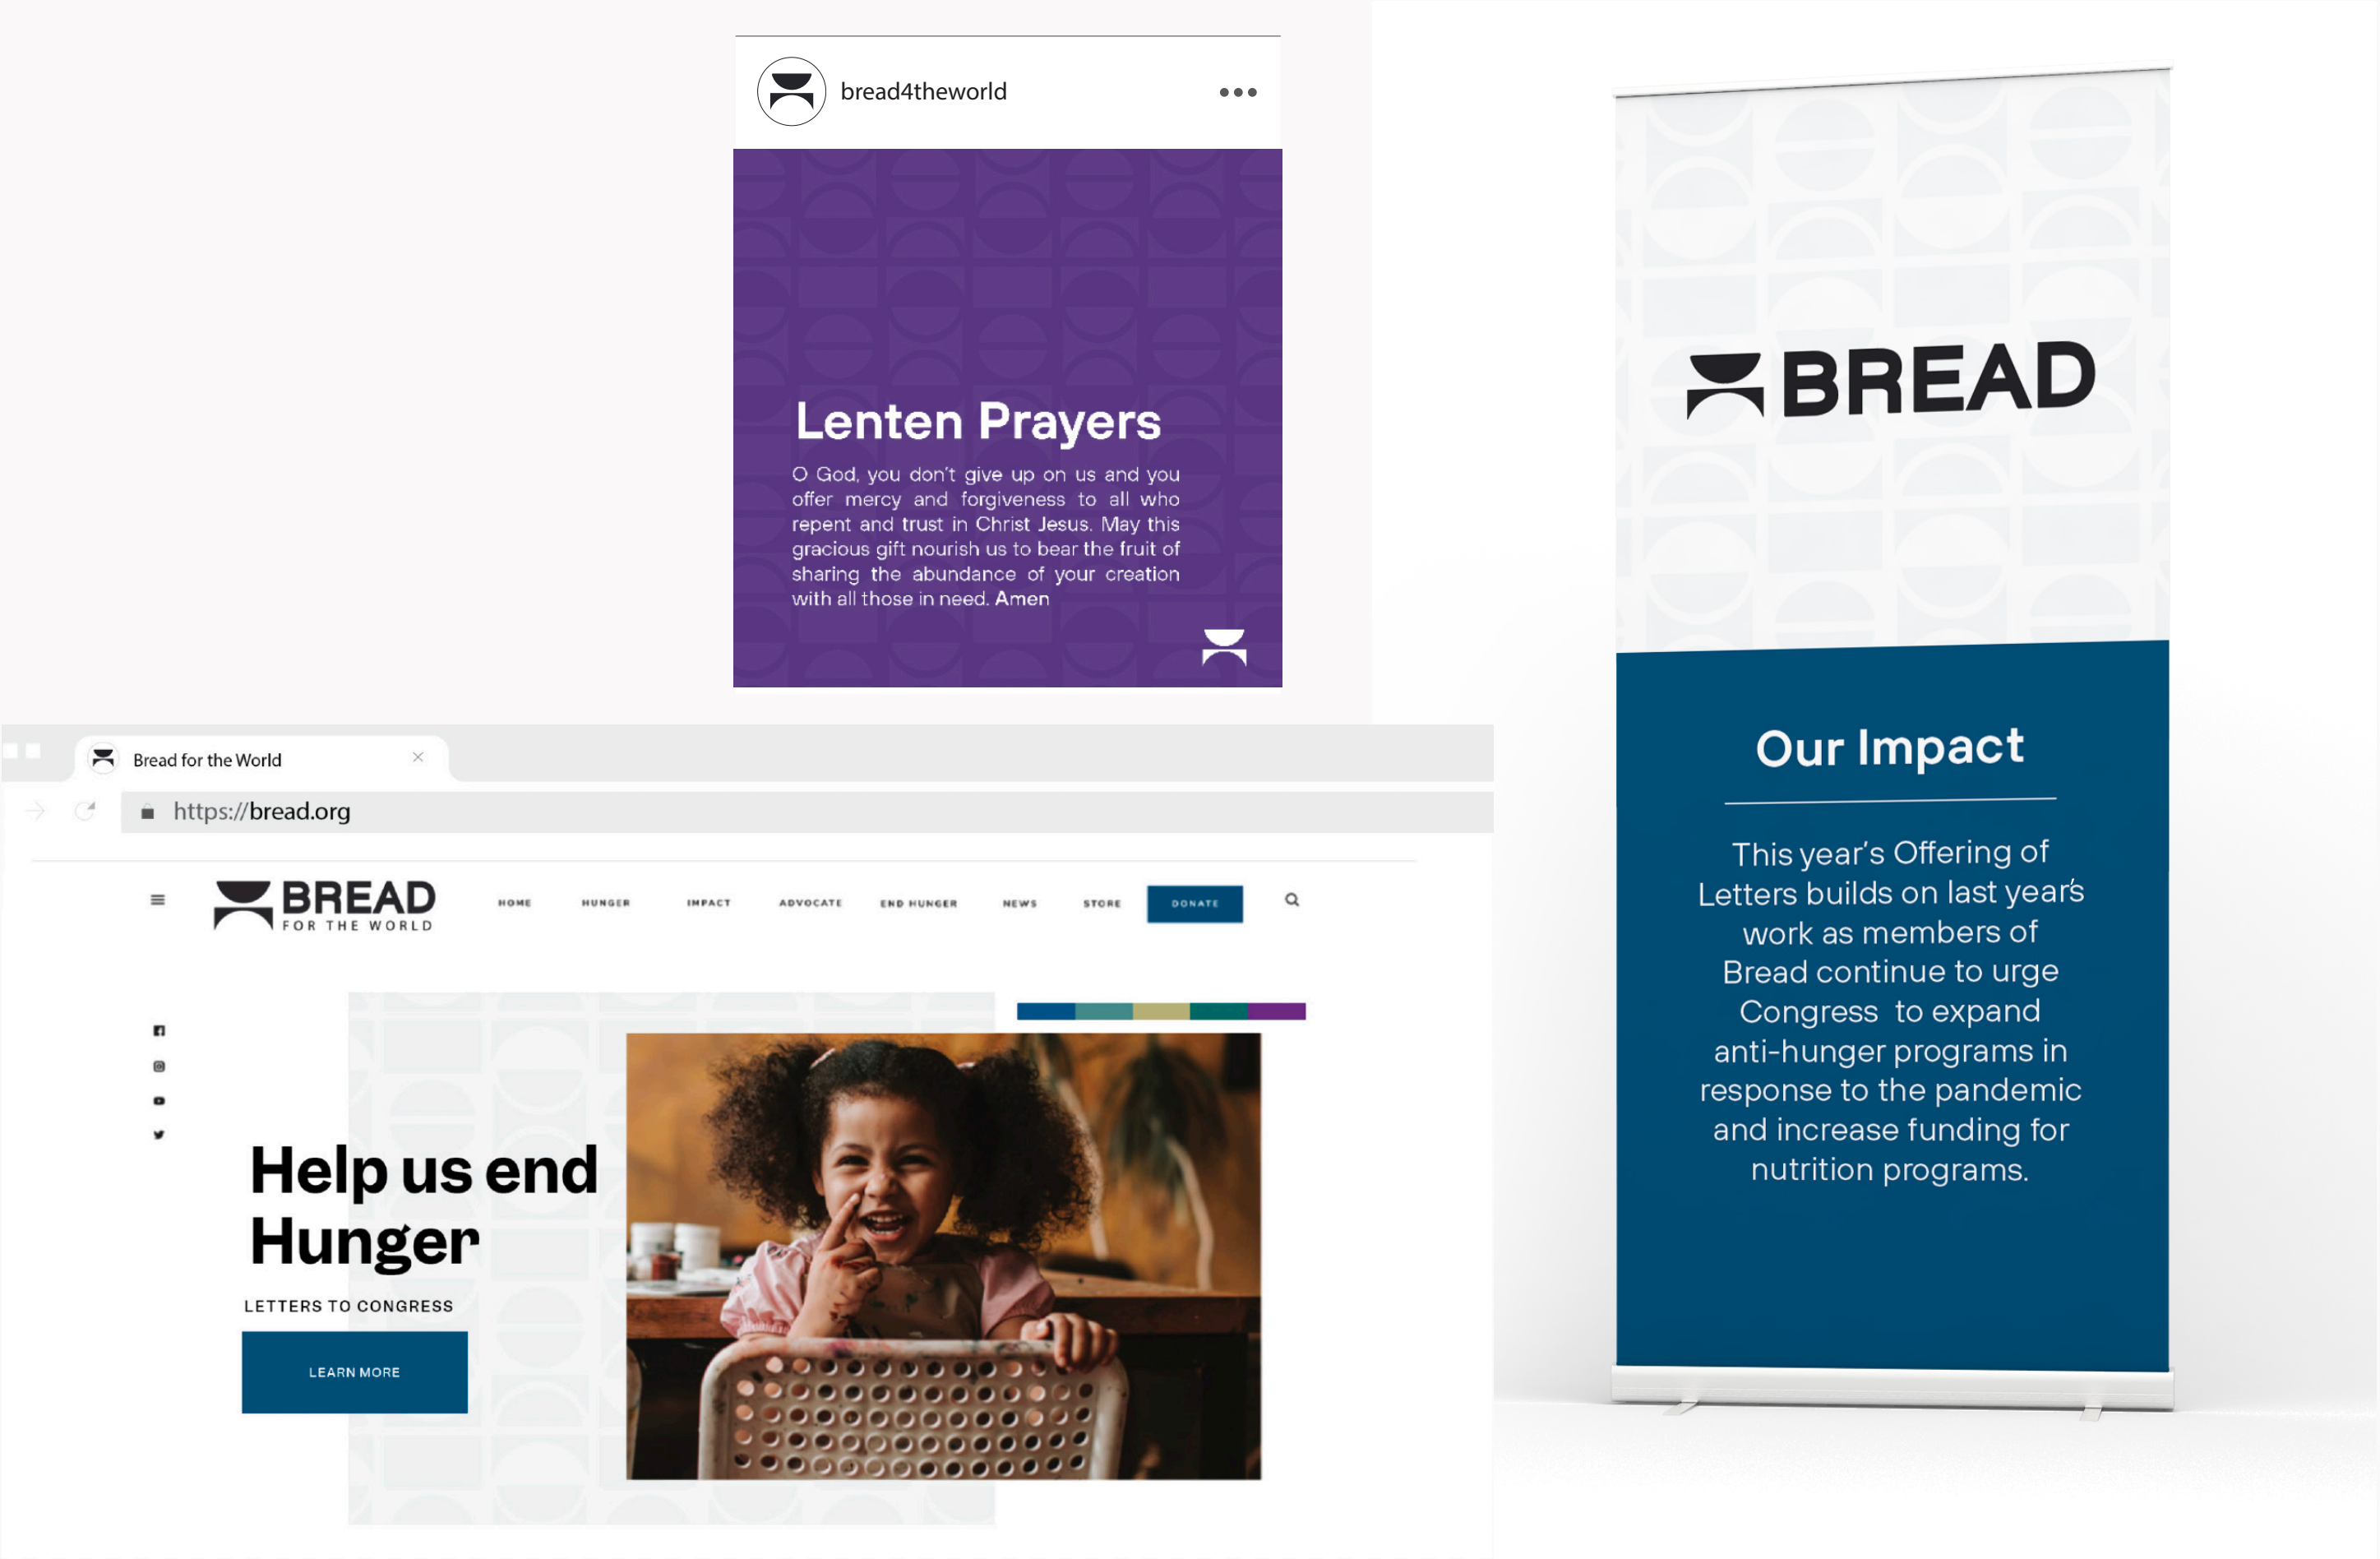 bread4theworld
Lenten Prayers
O God, you don't give up on us and you
offer mercy and forgiveness to all who
repent and trust in Christ Jesus. May this
gracious gift nourish us to bear the fruit of
sharing the abundance of your creation
with all those in need. Amen
BREAD
Our Impact
This year's Offering of
Letters builds on last year's
work as members of
Bread continue to urge
Congress  to expand
anti-hunger programs in
response to the pandemic
and increase funding for
nutrition programs.
Bread for the World
https://bread.org
BREAD
FOR THE WORLD
HOME HUNGER IMPACT ADVOCATE END HUNGER NEWS STORE DONATE
Help us end
Hunger
LETTERS TO CONGRESS
LEARN MORE